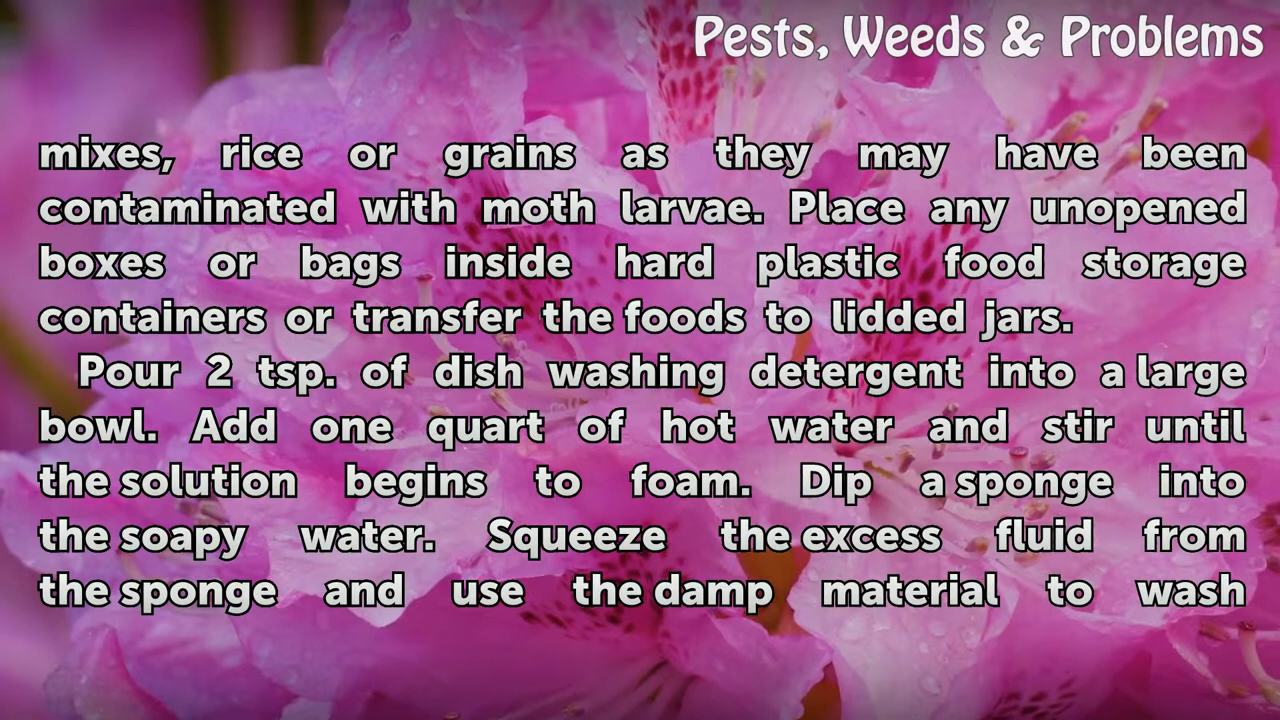 Pests, Weeds & Problems
mixes, rice or grains as they may have been
contaminated with moth larvae. Place any unopened
boxes or bags inside hard plastic food storage
containers or transfer the foods to lidded jars.
Pour 2 tsp. of dish washing detergent into a large
bowl. Add one quart of hot water and stir until
the solution begins to foam. Dip a sponge into
the soapy water. Squeeze the excess fluid from
the sponge and use the damp material to wash